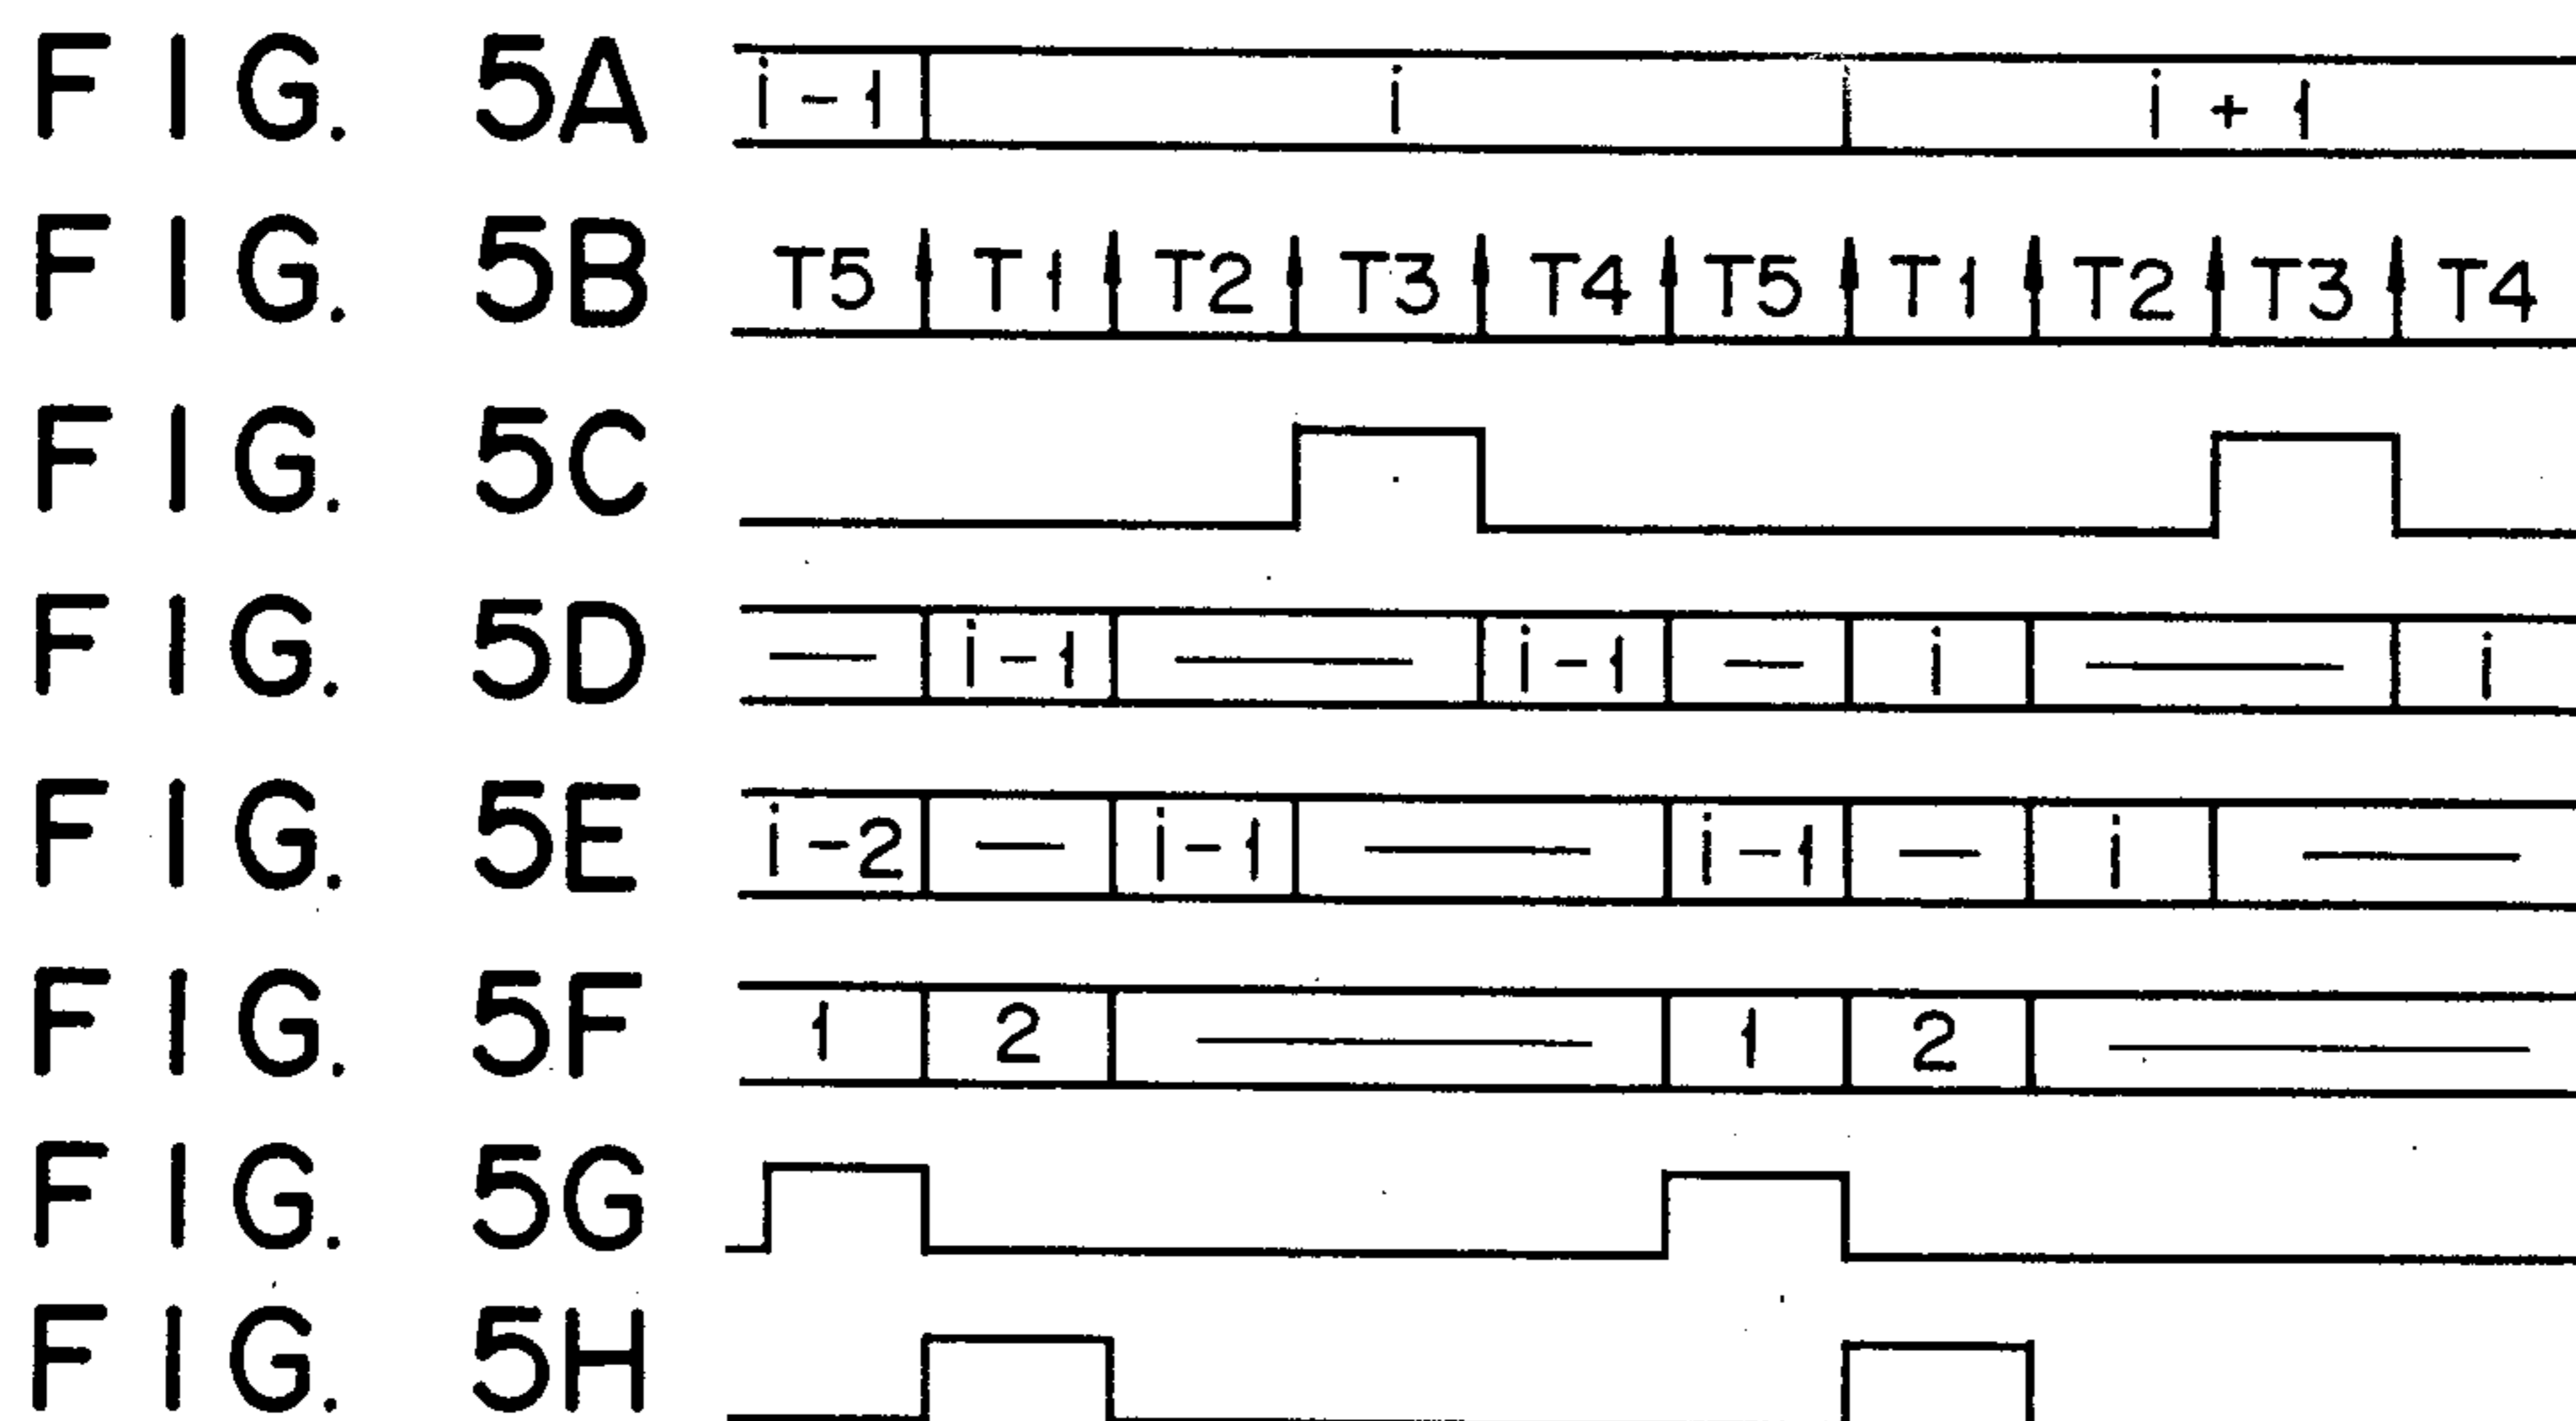 FIG. 5A i-1 i i+1
FIG. 5B T5 T1 T2 T3 T4 T5 T1 T2 T3 T4
FIG. 5C
FIG. 5D — i-1 — i-1 — i — i
FIG. 5E i-2 — i-1 — i-1 — i —
FIG. 5F 1 2 — 1 2 —
FIG. 5G
FIG. 5H